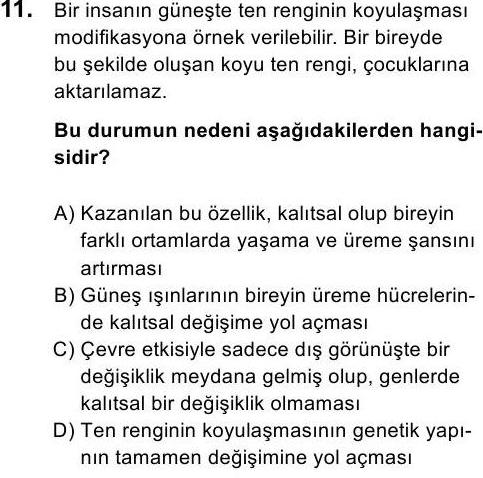 11. Bir insanın güneşte ten renginin koyulaşması
modifikasyona örnek verilebilir. Bir bireyde
bu şekilde oluşan koyu ten rengi, çocuklarına
aktarılamaz.
Bu durumun nedeni aşağıdakilerden hangi-
sidir?
A) Kazanılan bu özellik, kalıtsal olup bireyin
farklı ortamlarda yaşama ve üreme şansını
artırması
B) Güneş ışınlarının bireyin üreme hücrelerin-
de kalıtsal değişime yol açması
C) Çevre etkisiyle sadece dış görünüşte bir
değişiklik meydana gelmiş olup, genlerde
kalıtsal bir değişiklik olmaması
D) Ten renginin koyulaşmasının genetik yapı-
nın tamamen değişimine yol açması